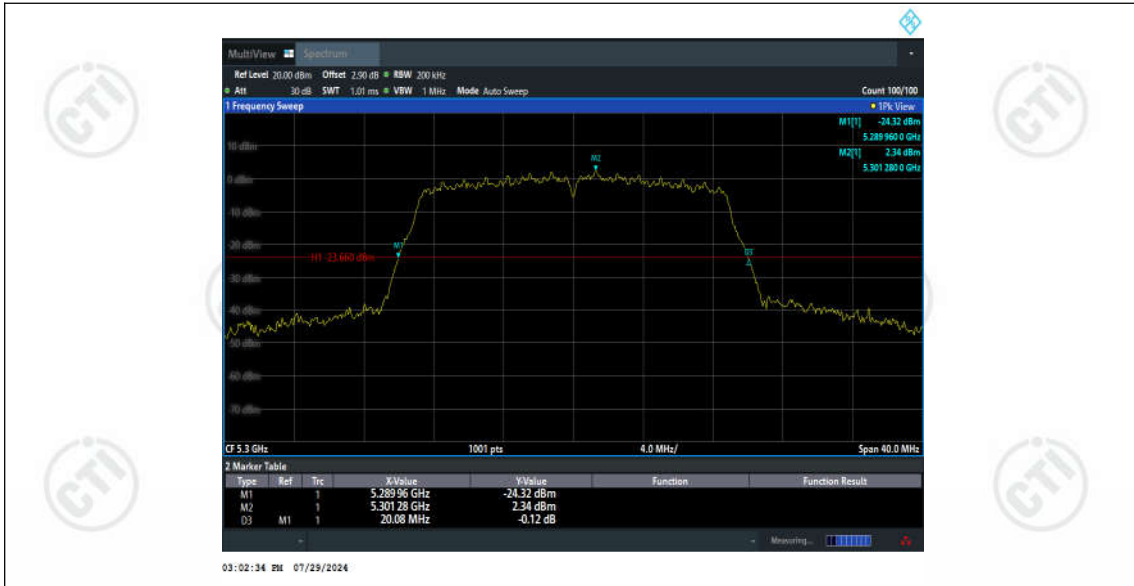 MultiView Spectrum
Ref Level 20.00 dBm Offset 2.90 dB RBW 200 kHz
Att 30 dB SWT 1.01 ms VBW 1 MHz Mode Auto Sweep Count 100/100
1 Frequency Sweep 1Pk View
M1[1] -24.32 dBm
5.289 960 0 GHz
10 dBm
M2[1] 2.34 dBm
5.301 280 0 GHz
M2
0 dBm
-10 dBm
-20 dBm
M1
D3
H1 -23.660 dBm
-30 dBm
-40 dBm
-50 dBm
-60 dBm
-70 dBm
CF 5.3 GHz 1001 pts 4.0 MHz/ Span 40.0 MHz
2 Marker Table
Type Ref Trc X-Value Y-Value Function Function Result
M1 1 5.289 96 GHz -24.32 dBm
M2 1 5.301 28 GHz 2.34 dBm
D3 M1 1 20.08 MHz -0.12 dB
Measuring...
03:02:34 PM 07/29/2024
CTI
CTI
CTI
CTI